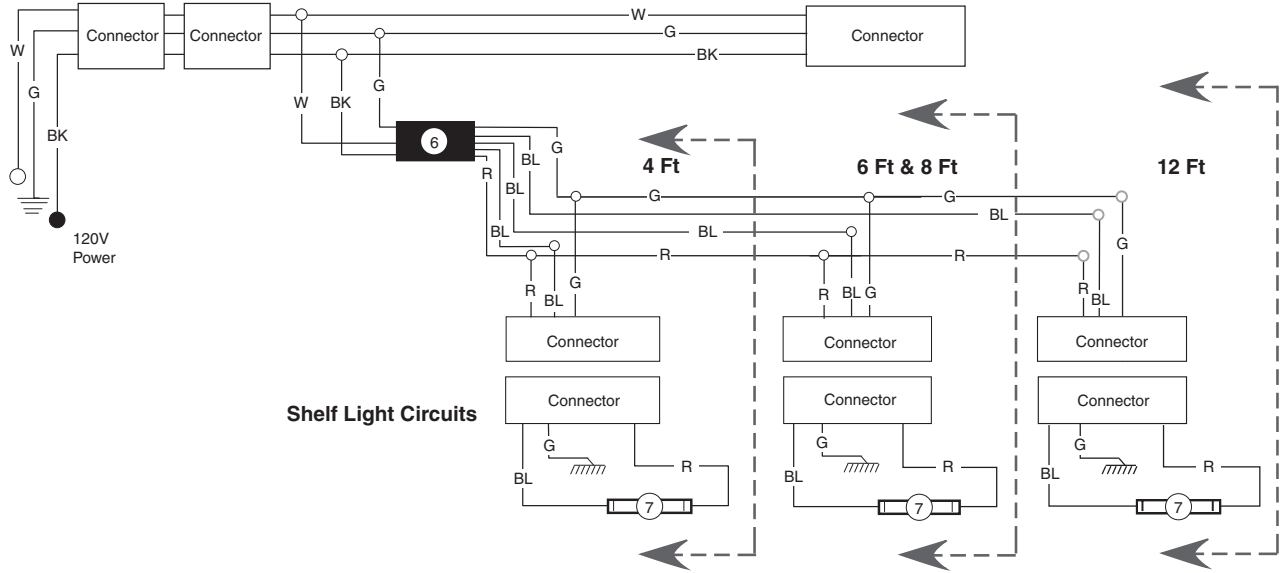 W
Connector
Connector
G
Connector
W
BK
G
W
BK
G
BK
6
G
4 Ft
6 Ft & 8 Ft
12 Ft
BL
R
BL
G
G
BL
BL
BL
G
120V
Power
R
R
R
BL
G
R
BL
G
R
BL
Connector
Connector
Connector
Connector
Connector
Connector
Shelf Light Circuits
G
G
G
BL
R
BL
R
BL
R
7
7
7